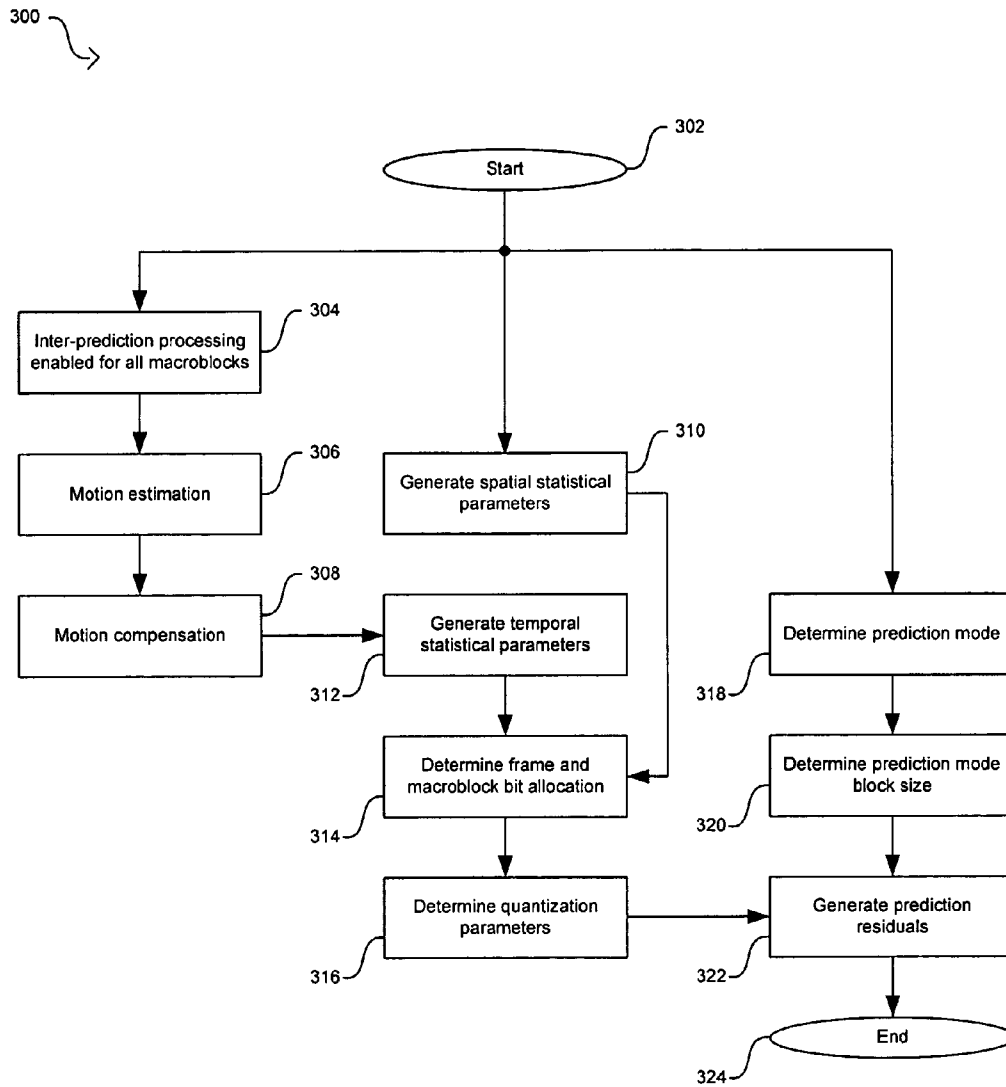 300
302
Start
304
Inter-prediction processing
enabled for all macroblocks
306
Motion estimation
310
Generate spatial statistical
parameters
308
Motion compensation
Generate temporal
statistical parameters
312
Determine prediction mode
318
Determine frame and
macroblock bit allocation
314
Determine prediction mode
block size
320
Determine quantization
parameters
316
Generate prediction
residuals
322
End
324